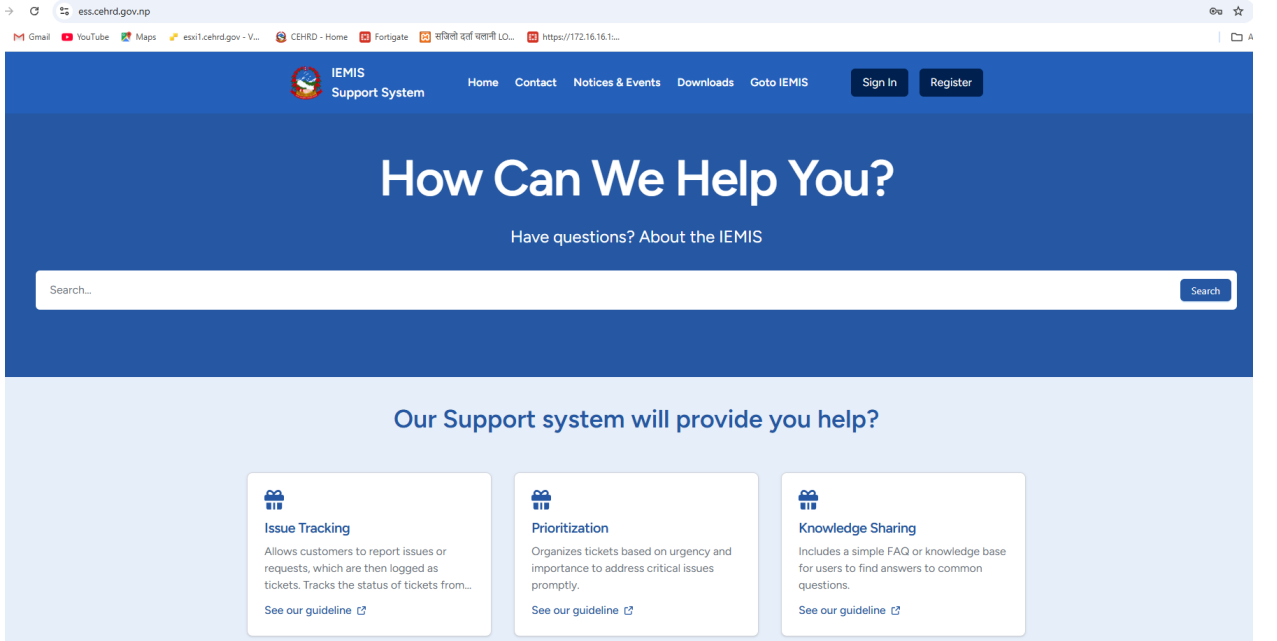 ess.cehrd.gov.np
Gmail YouTube Maps esxi1.cehrd.gov - V... CEHRD - Home Fortigate सजिलो दर्ता चलानी LO... https://172.16.16.1:... A
IEMIS
Support System
Home Contact Notices & Events Downloads Goto IEMIS Sign In Register
How Can We Help You?
Have questions? About the IEMIS
Search... Search
Our Support system will provide you help?
Issue Tracking
Allows customers to report issues or
requests, which are then logged as
tickets. Tracks the status of tickets from...
See our guideline
Prioritization
Organizes tickets based on urgency and
importance to address critical issues
promptly.
See our guideline
Knowledge Sharing
Includes a simple FAQ or knowledge base
for users to find answers to common
questions.
See our guideline